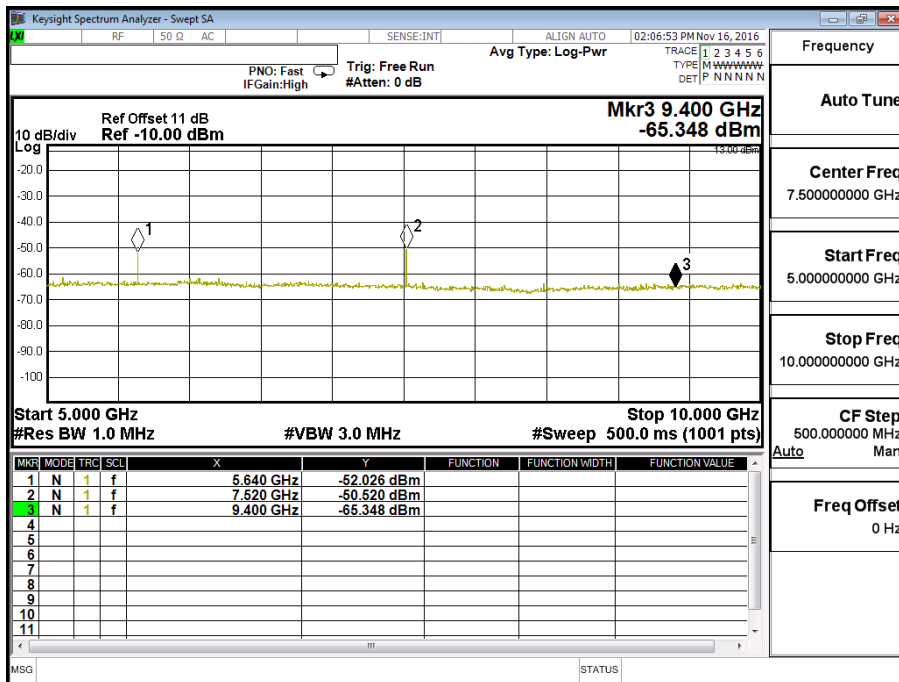 Keysight Spectrum Analyzer - Swept SA
LXI RF 50 Ω AC SENSE:INT ALIGN AUTO 02:06:53 PM Nov 16, 2016
Frequency
Avg Type: Log-Pwr
TRACE 1 2 3 4 5 6
PNO: Fast Trig: Free Run
TYPE M W W W W W
IFGain:High #Atten: 0 dB
DET P N N N N N
Auto Tune
Ref Offset 11 dB
Mkr3 9.400 GHz
10 dB/div Ref -10.00 dBm
-65.348 dBm
Log
-13.00 dBm
-20.0
-30.0
-40.0
-50.0
-60.0
-70.0
-80.0
-90.0
-100
1
2
3
Center Freq
7.500000000 GHz
Start Freq
5.000000000 GHz
Stop Freq
10.000000000 GHz
Start 5.000 GHz Stop 10.000 GHz
#Res BW 1.0 MHz #VBW 3.0 MHz #Sweep 500.0 ms (1001 pts)
CF Step
500.000000 MHz
Auto Man
MKR MODE TRC SCL X Y FUNCTION FUNCTION WIDTH FUNCTION VALUE
1 N 1 f 5.640 GHz -52.026 dBm
2 N 1 f 7.520 GHz -50.520 dBm
3 N 1 f 9.400 GHz -65.348 dBm
4
5
6
7
8
9
10
11
Freq Offset
0 Hz
MSG STATUS